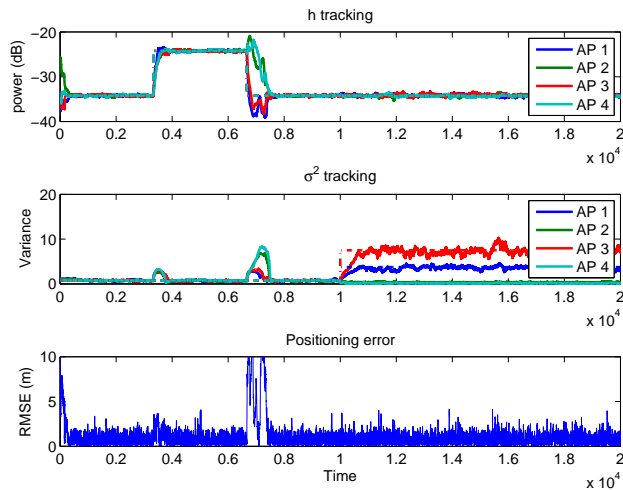 h tracking
power (dB)
−20
−30
−40
AP 1
AP 2
AP 3
AP 4
0 0.2 0.4 0.6 0.8 1 1.2 1.4 1.6 1.8 2
x 10^4
σ^2 tracking
Variance
20
10
0
AP 1
AP 2
AP 3
AP 4
0 0.2 0.4 0.6 0.8 1 1.2 1.4 1.6 1.8 2
x 10^4
Positioning error
RMSE (m)
10
5
0
0 0.2 0.4 0.6 0.8 1 1.2 1.4 1.6 1.8 2
Time
x 10^4